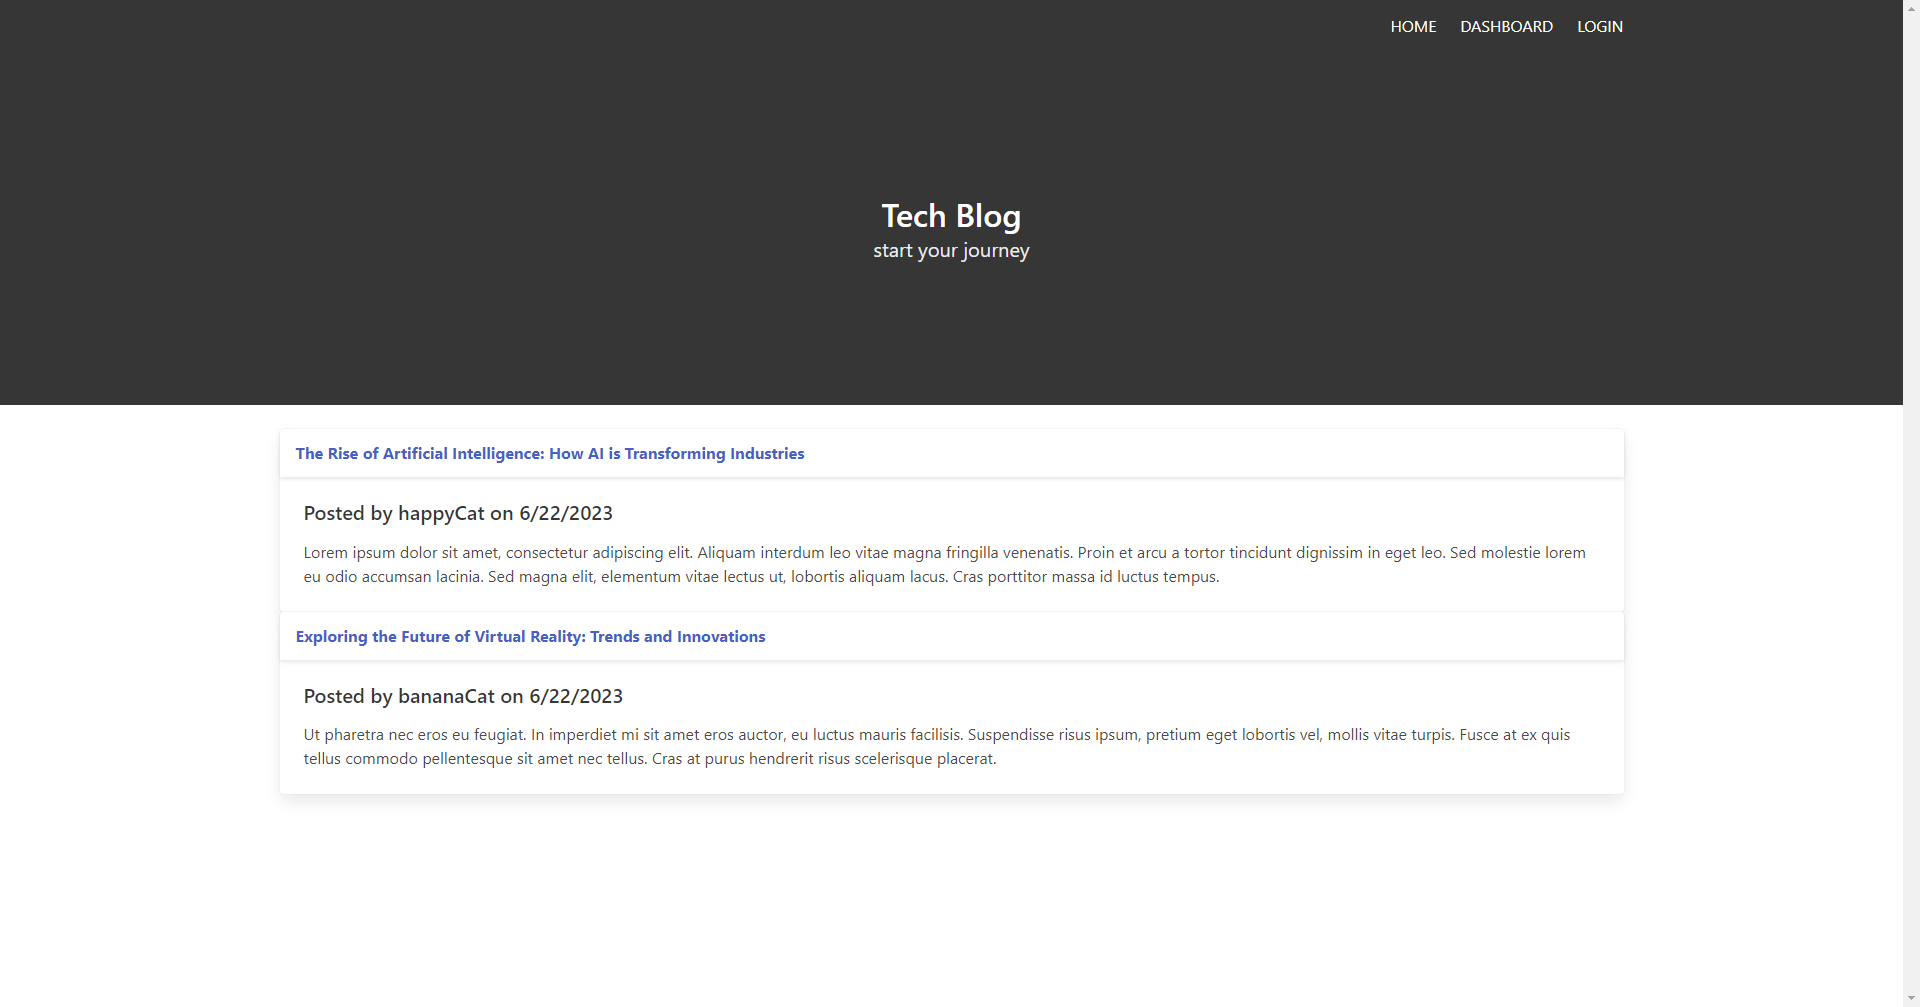 HOME DASHBOARD LOGIN
Tech Blog
start your journey
The Rise of Artificial Intelligence: How AI is Transforming Industries
Posted by happyCat on 6/22/2023
Lorem ipsum dolor sit amet, consectetur adipiscing elit. Aliquam interdum leo vitae magna fringilla venenatis. Proin et arcu a tortor tincidunt dignissim in eget leo. Sed molestie lorem
eu odio accumsan lacinia. Sed magna elit, elementum vitae lectus ut, lobortis aliquam lacus. Cras porttitor massa id luctus tempus.
Exploring the Future of Virtual Reality: Trends and Innovations
Posted by bananaCat on 6/22/2023
Ut pharetra nec eros eu feugiat. In imperdiet mi sit amet eros auctor, eu luctus mauris facilisis. Suspendisse risus ipsum, pretium eget lobortis vel, mollis vitae turpis. Fusce at ex quis
tellus commodo pellentesque sit amet nec tellus. Cras at purus hendrerit risus scelerisque placerat.